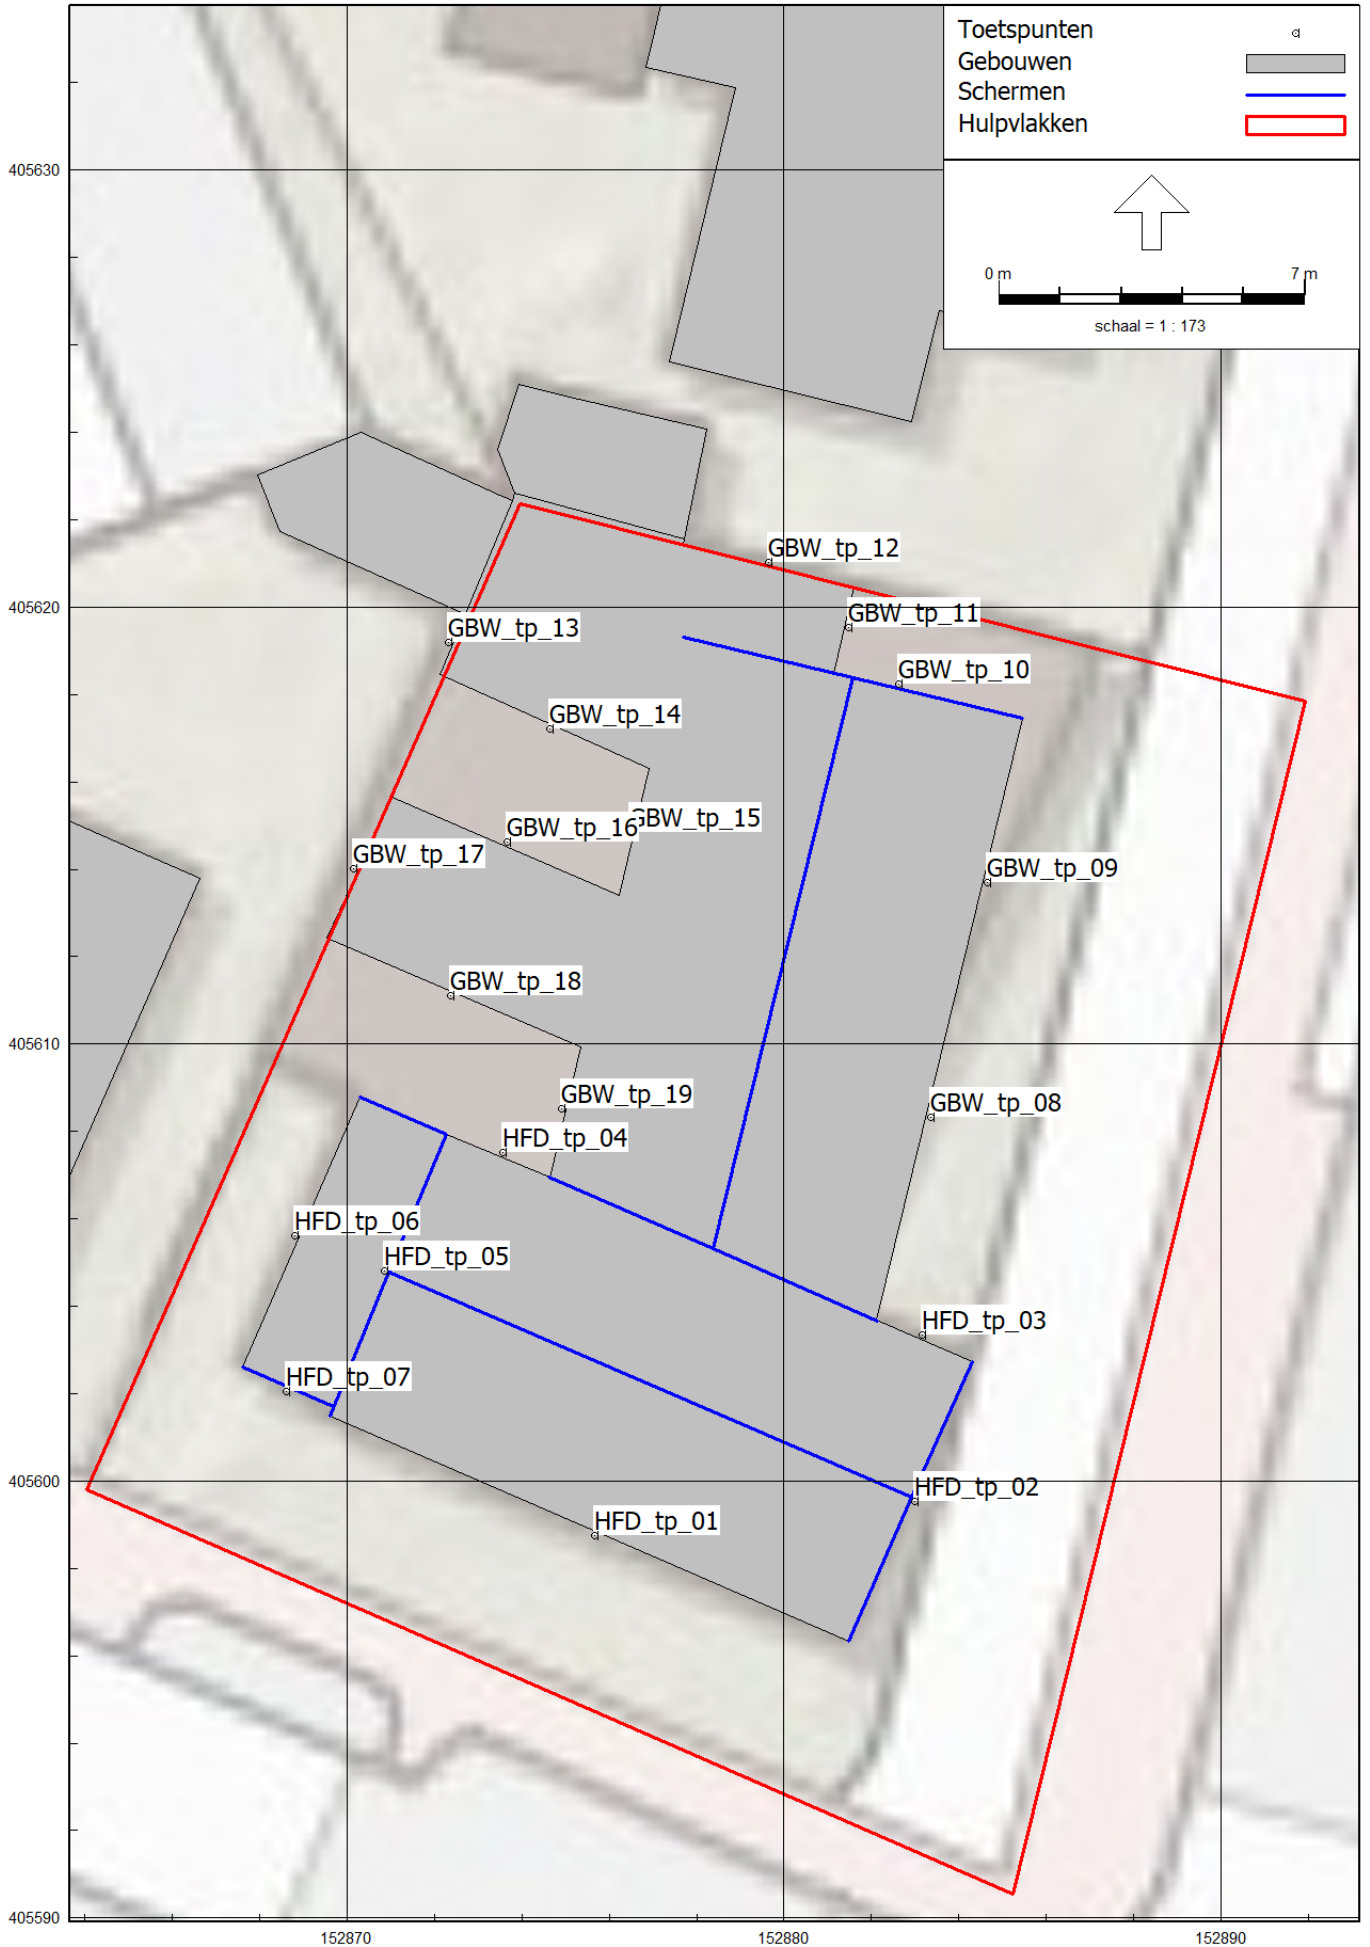 Toetspunten
Gebouwen
Schermen
Hulpvlakken
0 m 7 m
schaal = 1 : 173
405630
GBW_tp_12
405620
GBW_tp_11
GBW_tp_13
GBW_tp_10
GBW_tp_14
GBW_tp_15
GBW_tp_16
GBW_tp_17
GBW_tp_09
GBW_tp_18
405610
GBW_tp_19
GBW_tp_08
HFD_tp_04
HFD_tp_06
HFD_tp_05
HFD_tp_03
HFD_tp_07
405600
HFD_tp_02
HFD_tp_01
405590
152870 152880 152890